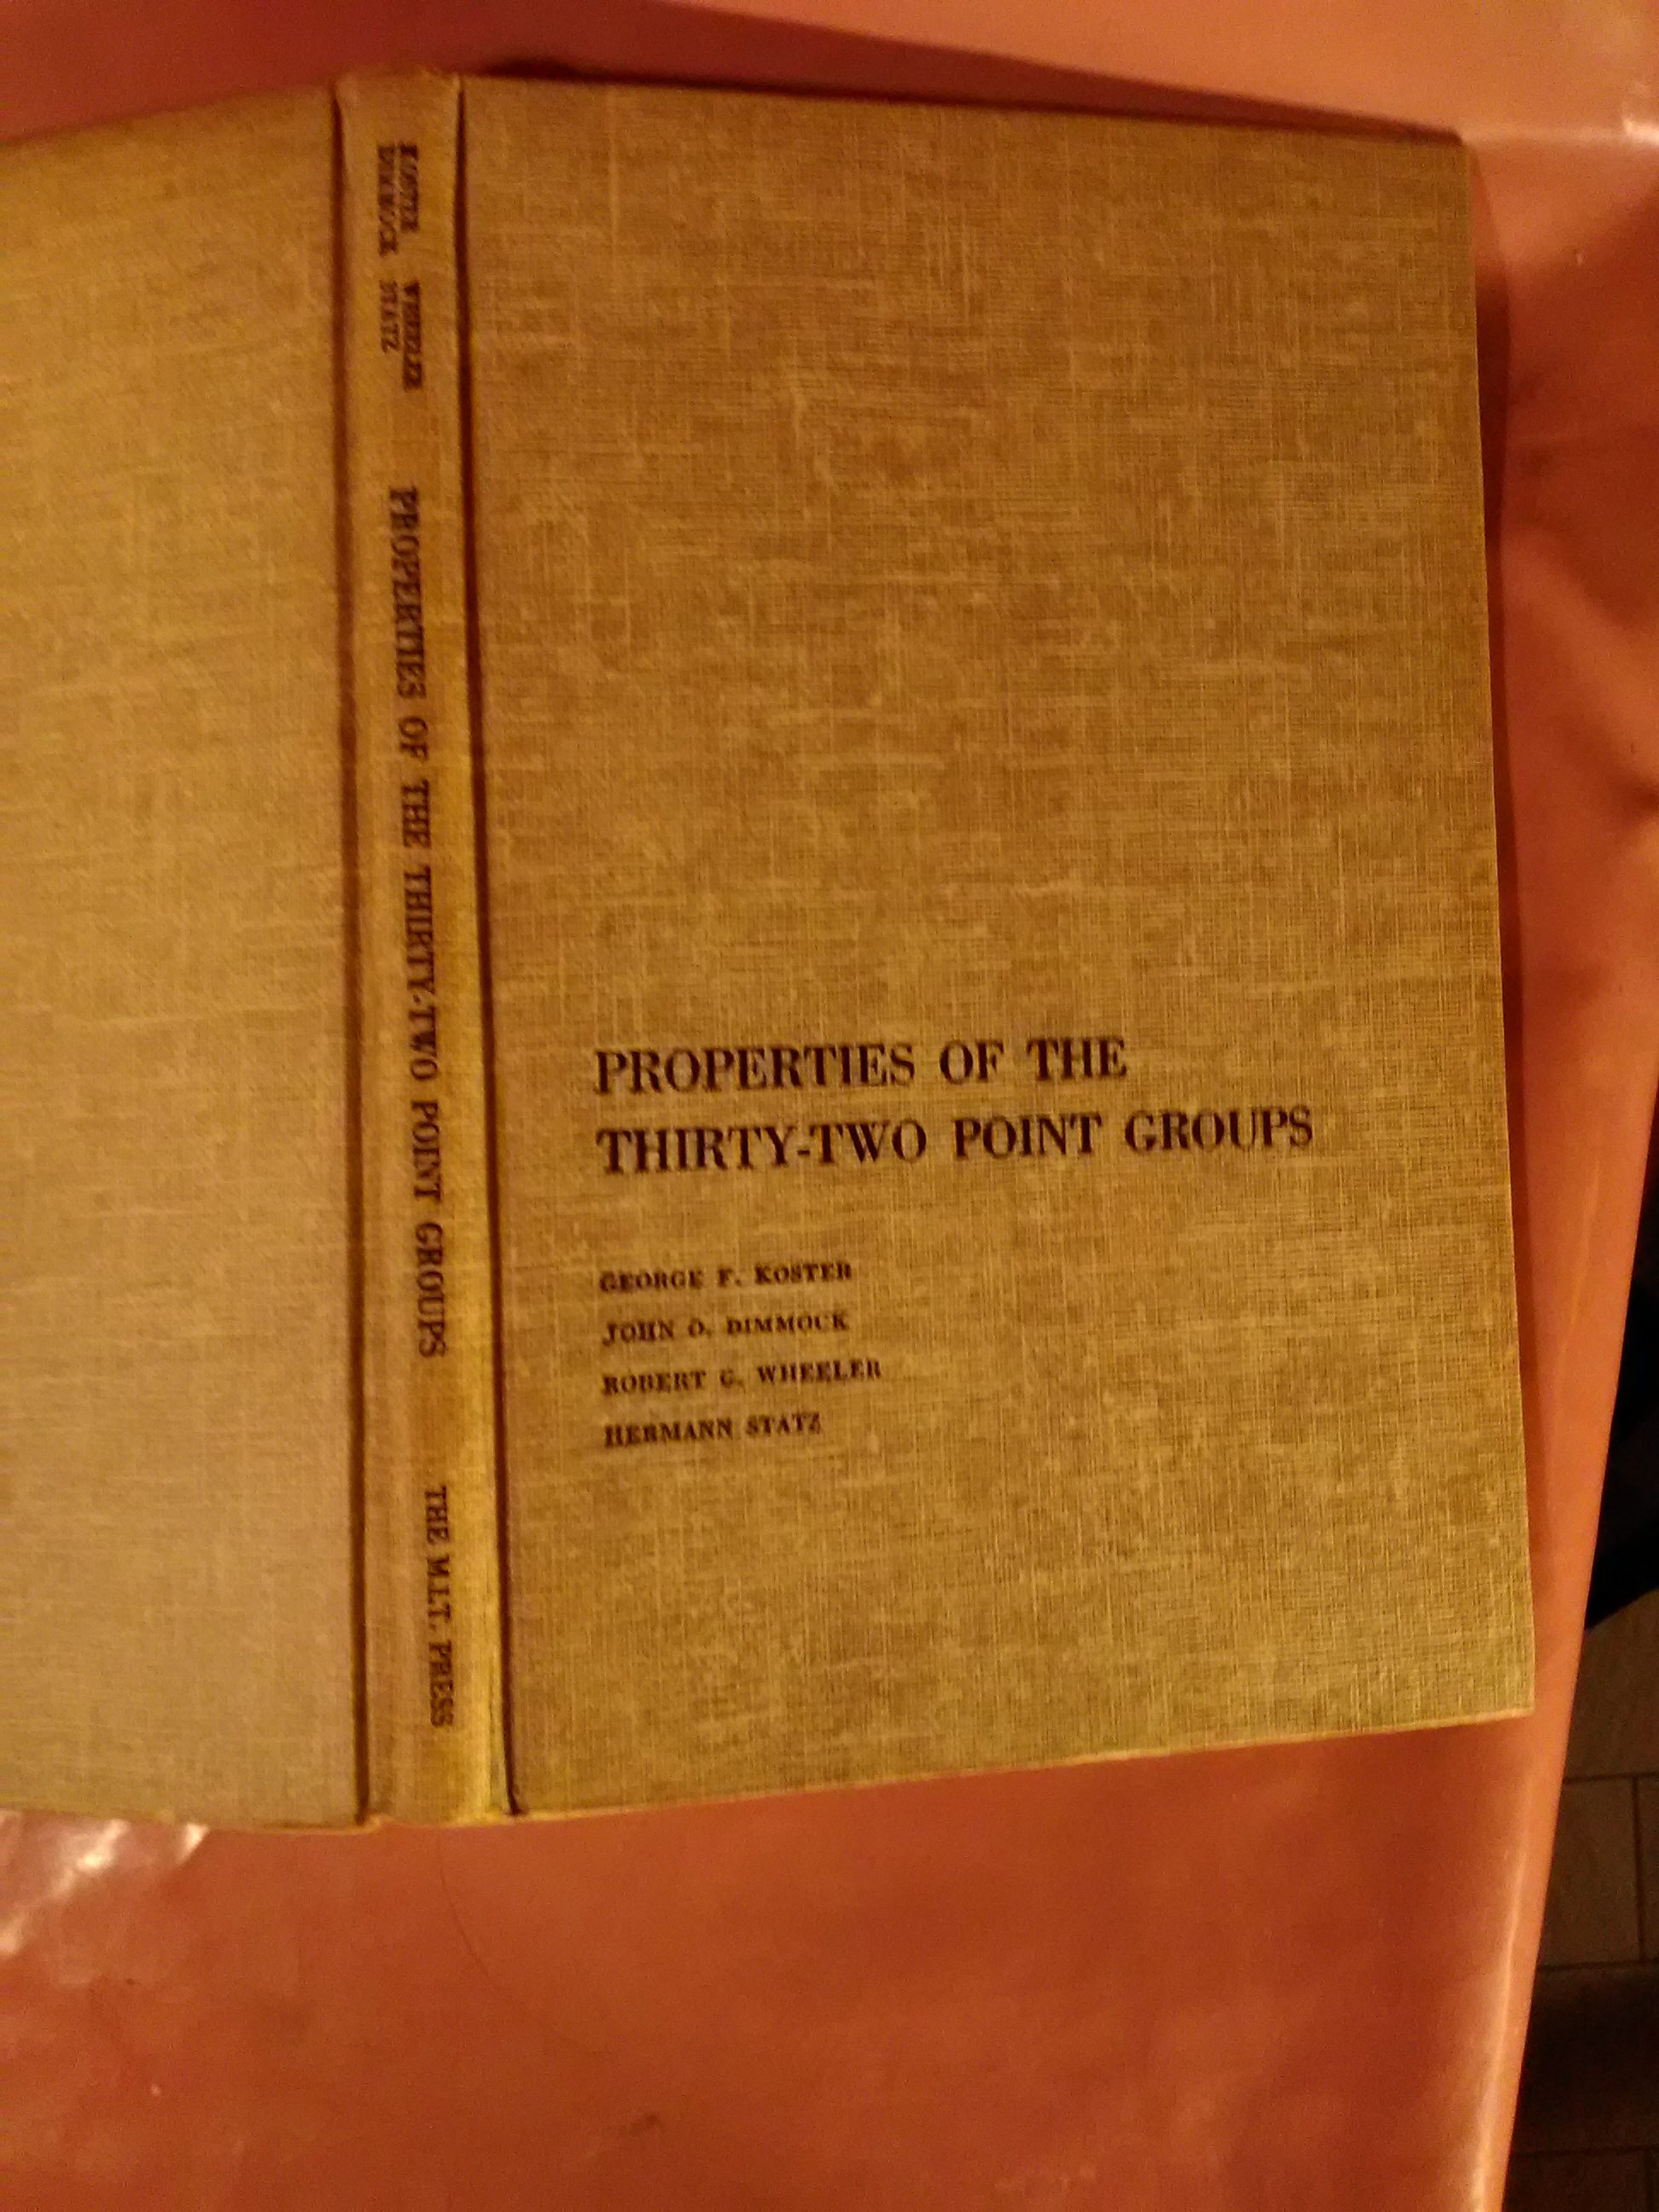 KOSTER WHEELER
DIMMOCK STATZ
PROPERTIES OF THE THIRTY-TWO POINT GROUPS
THE M.I.T. PRESS
PROPERTIES OF THE
THIRTY-TWO POINT GROUPS
GEORGE F. KOSTER
JOHN O. DIMMOCK
ROBERT G. WHEELER
HERMANN STATZ